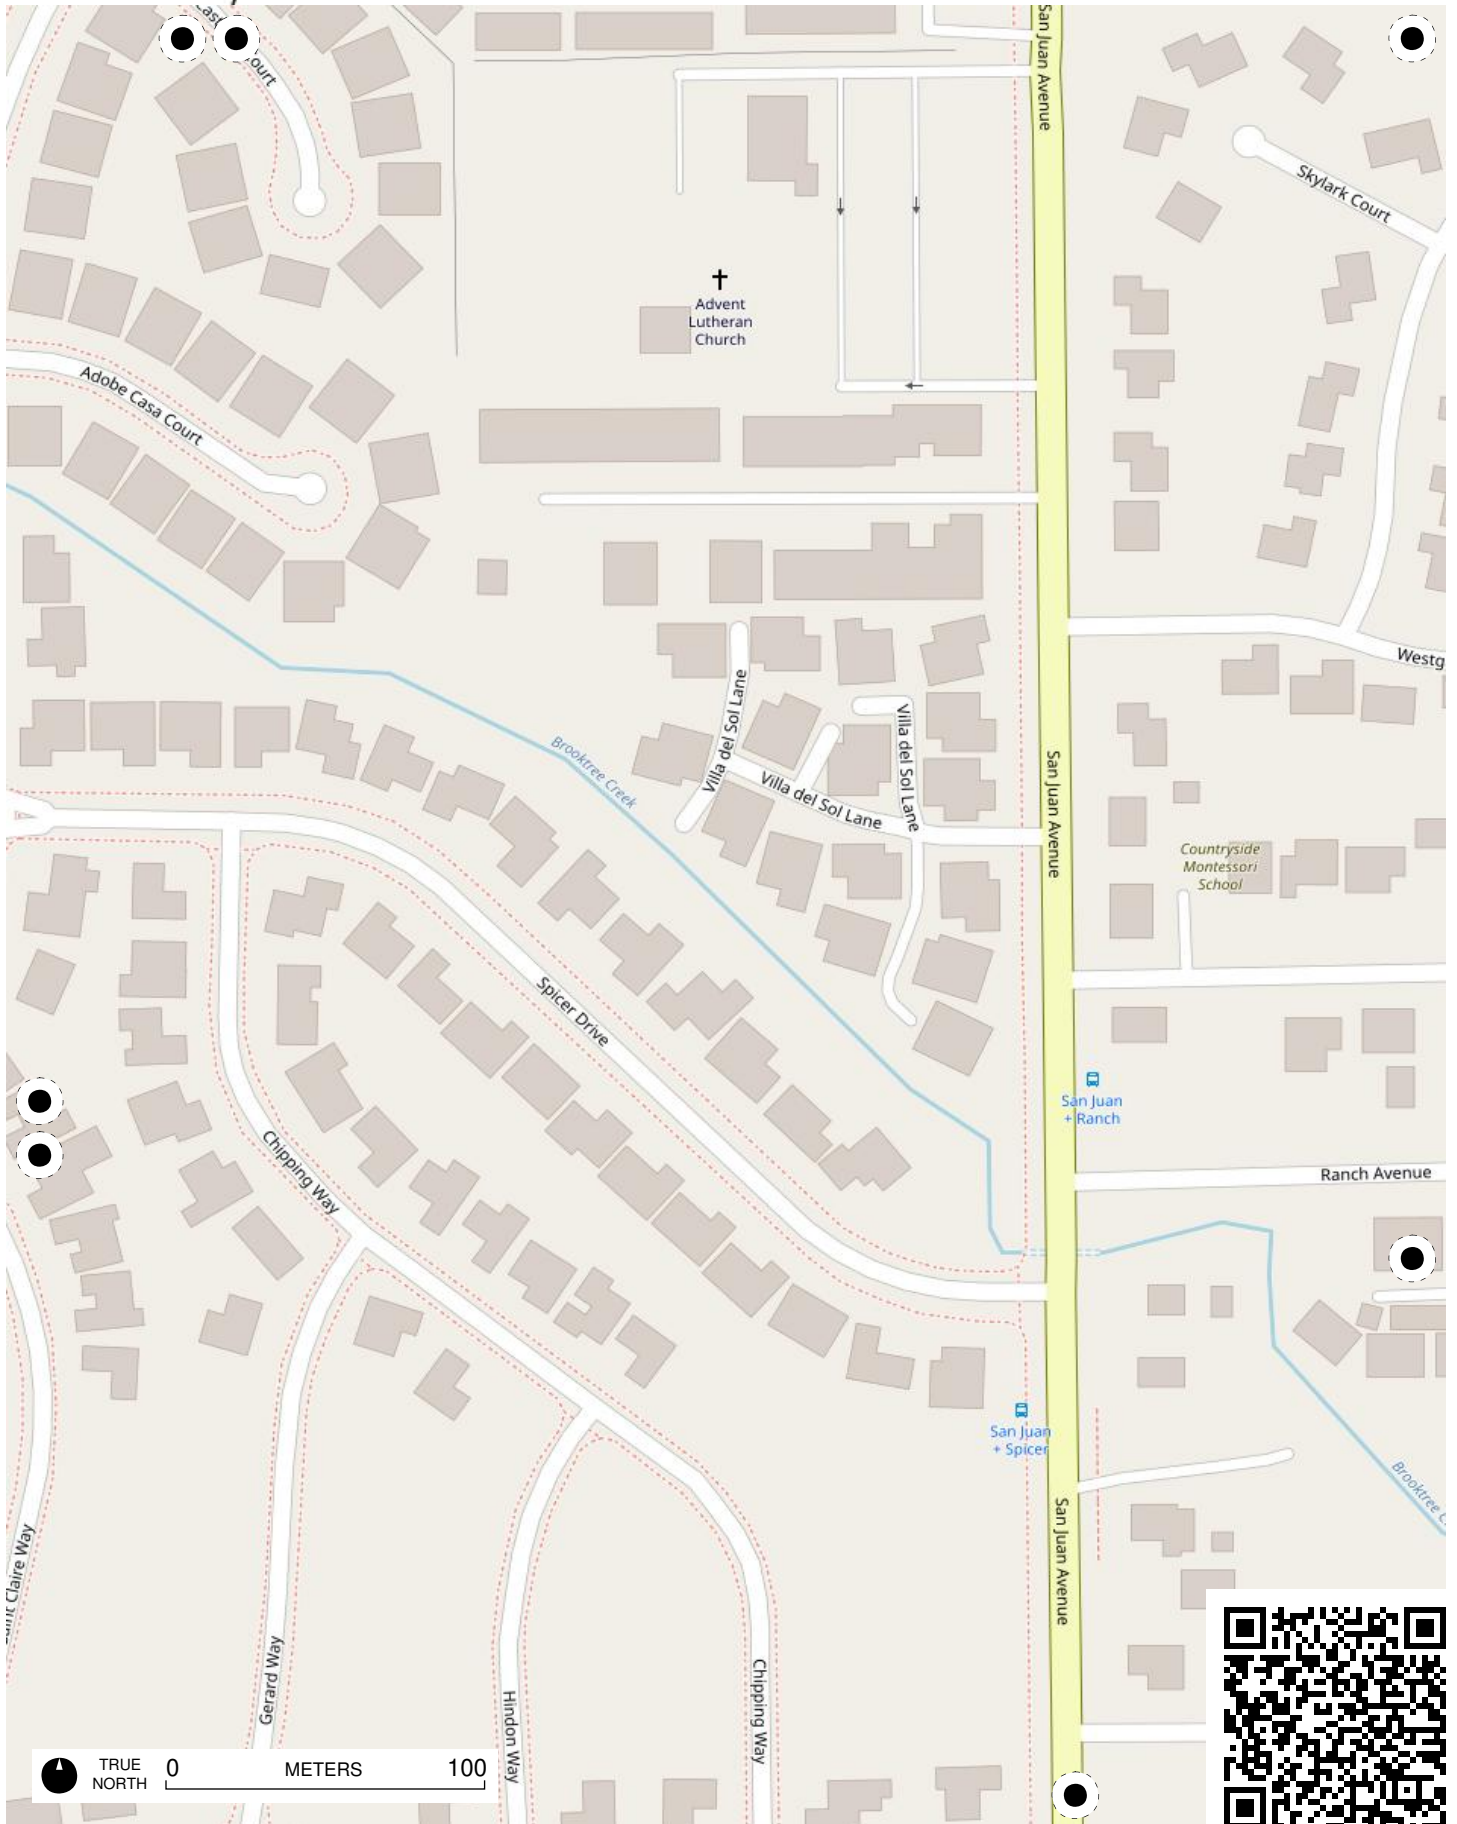 San Juan Avenue
Skylark Court
Advent
Lutheran
Church
Adobe Casa Court
Westg
Villa del Sol Lane
Villa del Sol Lane
Villa del Sol Lane
Brooktree Creek
San Juan Avenue
Countryside
Montessori
School
Spicer Drive
San Juan
+ Ranch
Chipping Way
Ranch Avenue
San Juan
+ Spicer
Brooktree C
San Juan Avenue
Claire Way
Gerard Way
Hindon Way
Chipping Way
TRUE
NORTH
0 METERS 100